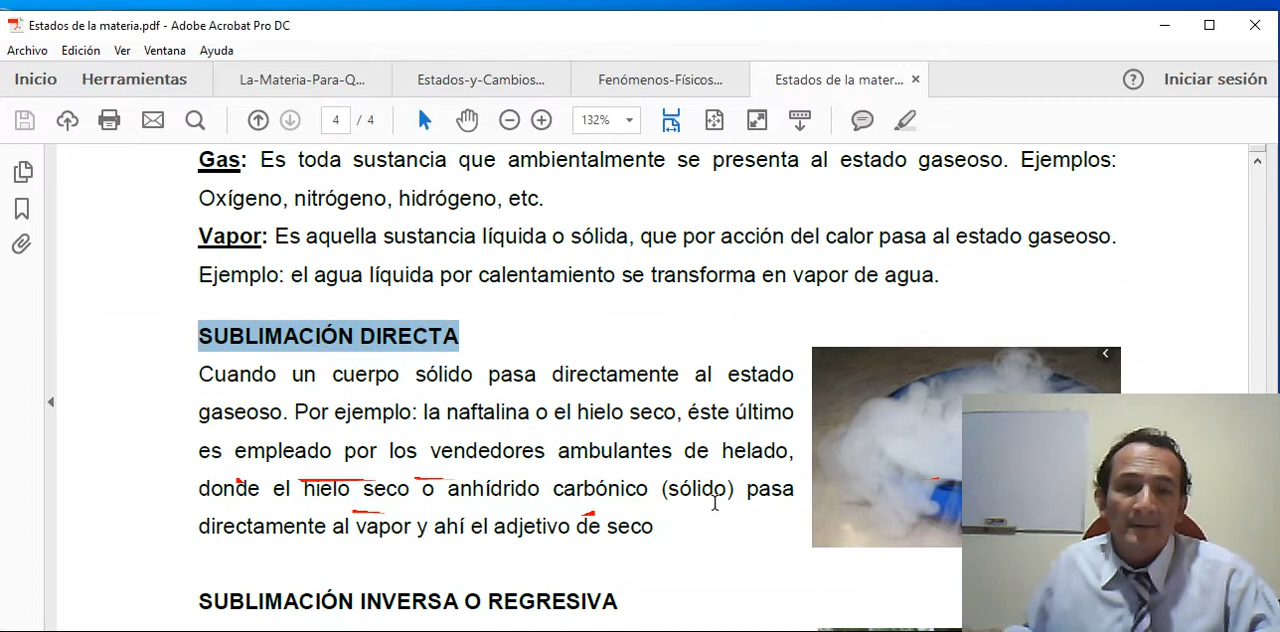 Estados de la materia.pdf - Adobe Acrobat Pro DC
Archivo Edición Ver Ventana Ayuda
Inicio Herramientas La-Materia-Para-Q... Estados-y-Cambios... Fenómenos-Físicos... Estados de la mater... × ? Iniciar sesión
4 / 4 132%
Gas: Es toda sustancia que ambientalmente se presenta al estado gaseoso. Ejemplos:
Oxígeno, nitrógeno, hidrógeno, etc.
Vapor: Es aquella sustancia líquida o sólida, que por acción del calor pasa al estado gaseoso.
Ejemplo: el agua líquida por calentamiento se transforma en vapor de agua.
SUBLIMACIÓN DIRECTA
Cuando un cuerpo sólido pasa directamente al estado
gaseoso. Por ejemplo: la naftalina o el hielo seco, éste último
es empleado por los vendedores ambulantes de helado,
donde el hielo seco o anhídrido carbónico (sólido) pasa
directamente al vapor y ahí el adjetivo de seco
SUBLIMACIÓN INVERSA O REGRESIVA